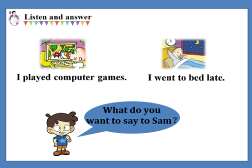 Listen and answer
I played computer games.
I went to bed late.
What do you
want to say to Sam?